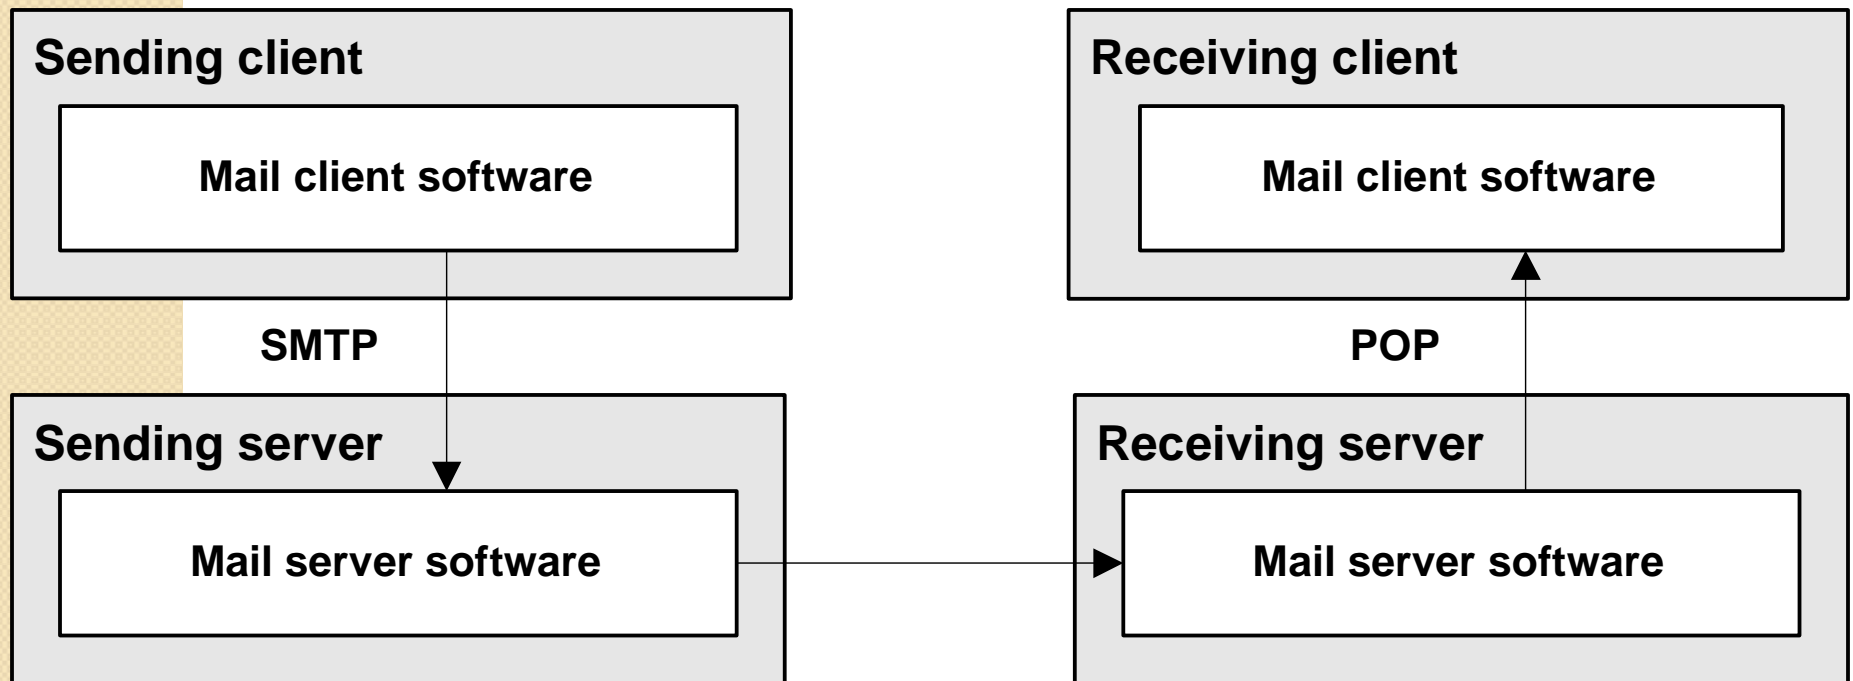 Sending client
Mail client software
Receiving client
Mail client software
SMTP
POP
Sending server
Mail server software
Receiving server
Mail server software